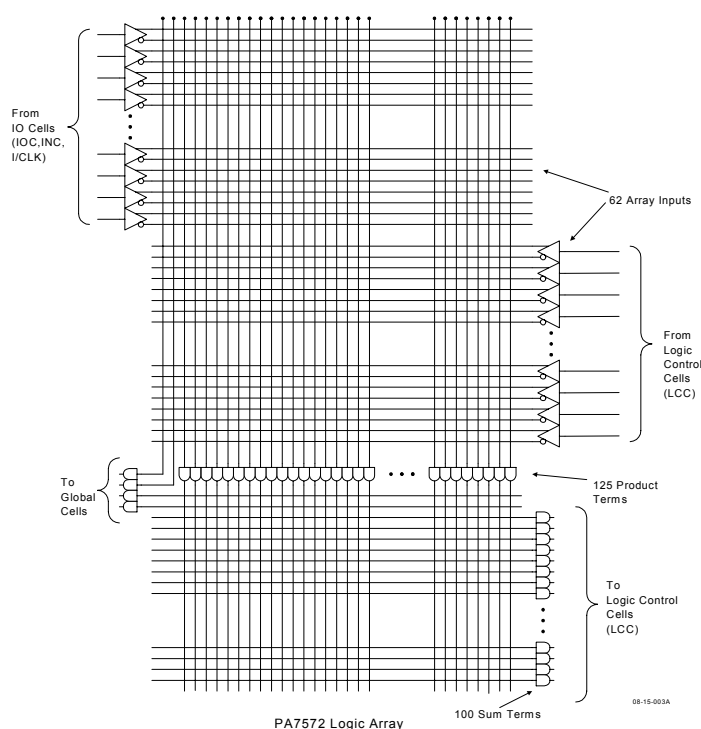 From
IO Cells
(IOC,INC,
I/CLK)
62 Array Inputs
From
Logic
Control
Cells
(LCC)
To
Global
Cells
125 Product
Terms
To
Logic Control
Cells
(LCC)
100 Sum Terms
08-15-003A
PA7572 Logic Array